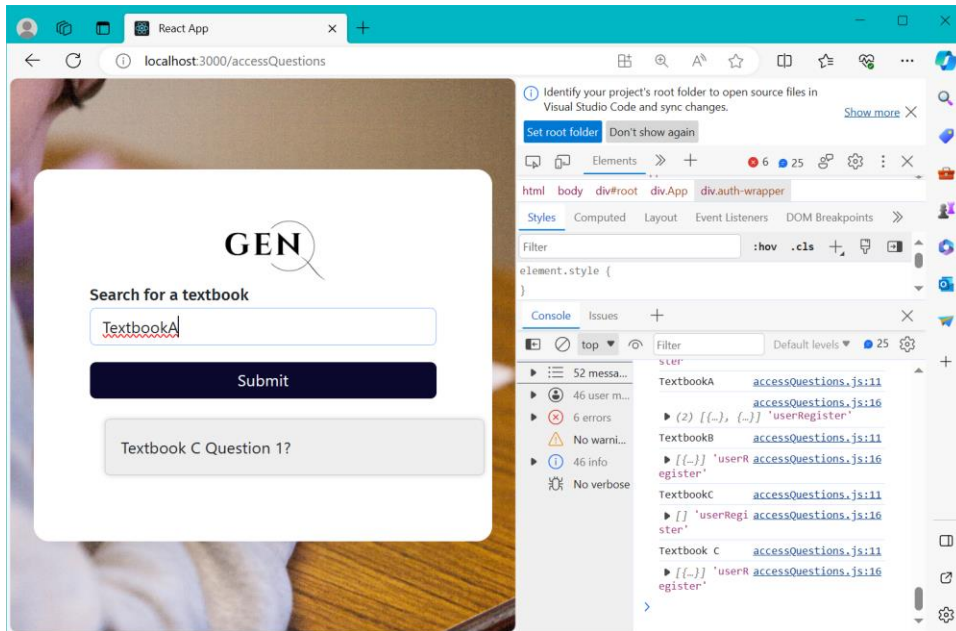 React App
localhost:3000/accessQuestions
GEN
Search for a textbook
TextbookA
Submit
Textbook C Question 1?
Identify your project's root folder to open source files in
Visual Studio Code and sync changes.
Show more
Set root folder
Don't show again
Elements
6
25
html body div#root div.App div.auth-wrapper
Styles Computed Layout Event Listeners DOM Breakpoints
Filter
:hov .cls
element.style {
}
Console Issues
top
Filter
Default levels
25
52 messa...
46 user m...
6 errors
No warni...
46 info
No verbose
ster'
TextbookA accessQuestions.js:11
accessQuestions.js:16
(2) [{…}, {…}] 'userRegister'
TextbookB accessQuestions.js:11
[{…}] 'userR accessQuestions.js:16
egister'
TextbookC accessQuestions.js:11
[] 'userRegi accessQuestions.js:16
ster'
Textbook C accessQuestions.js:11
[{…}] 'userR accessQuestions.js:16
egister'